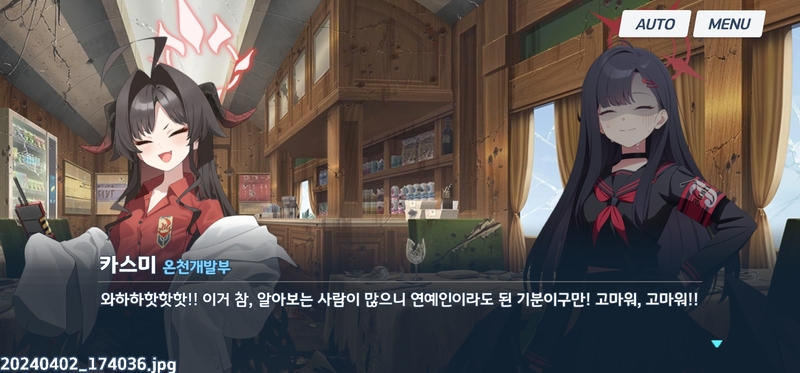 AUTO
MENU
카스미 온천개발부
와하하핫핫핫!! 이거 참, 알아보는 사람이 많으니 연예인이라도 된 기분이구만! 고마워, 고마워!!
20240402_174036.jpg